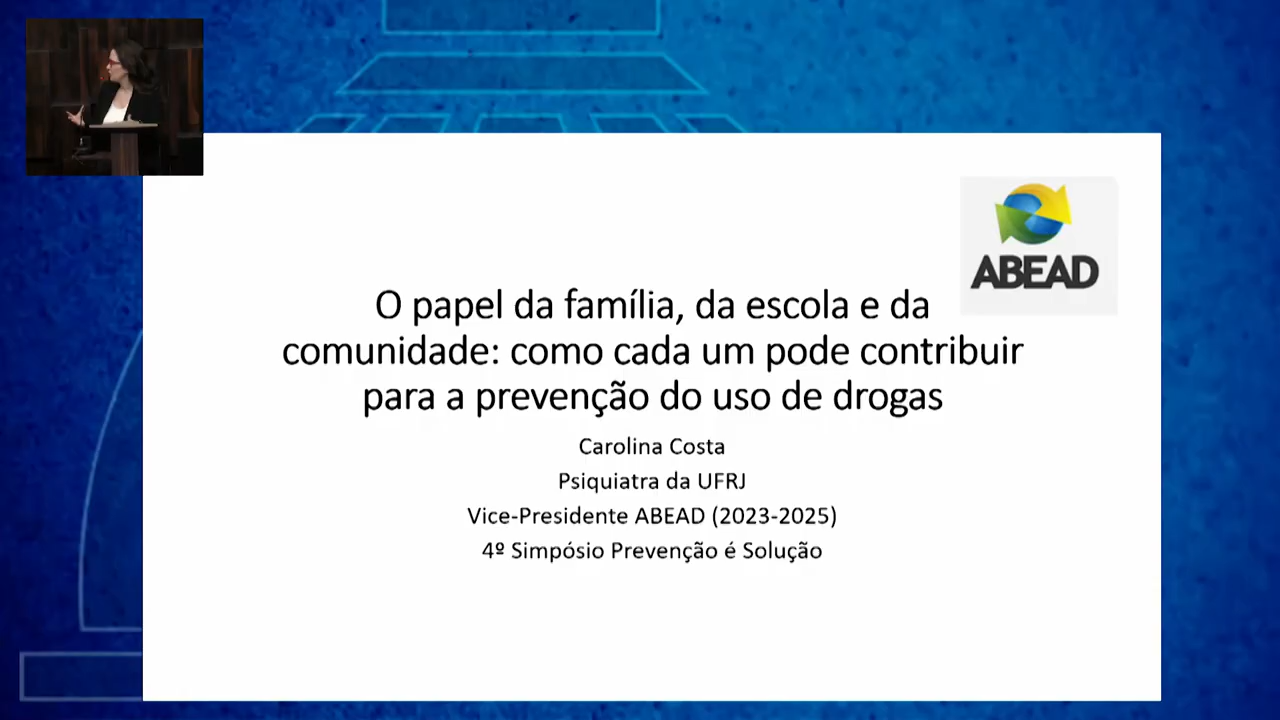 ABEAD
O papel da família, da escola e da
comunidade: como cada um pode contribuir
para a prevenção do uso de drogas
Carolina Costa
Psiquiatra da UFRJ
Vice-Presidente ABEAD (2023-2025)
4º Simpósio Prevenção é Solução